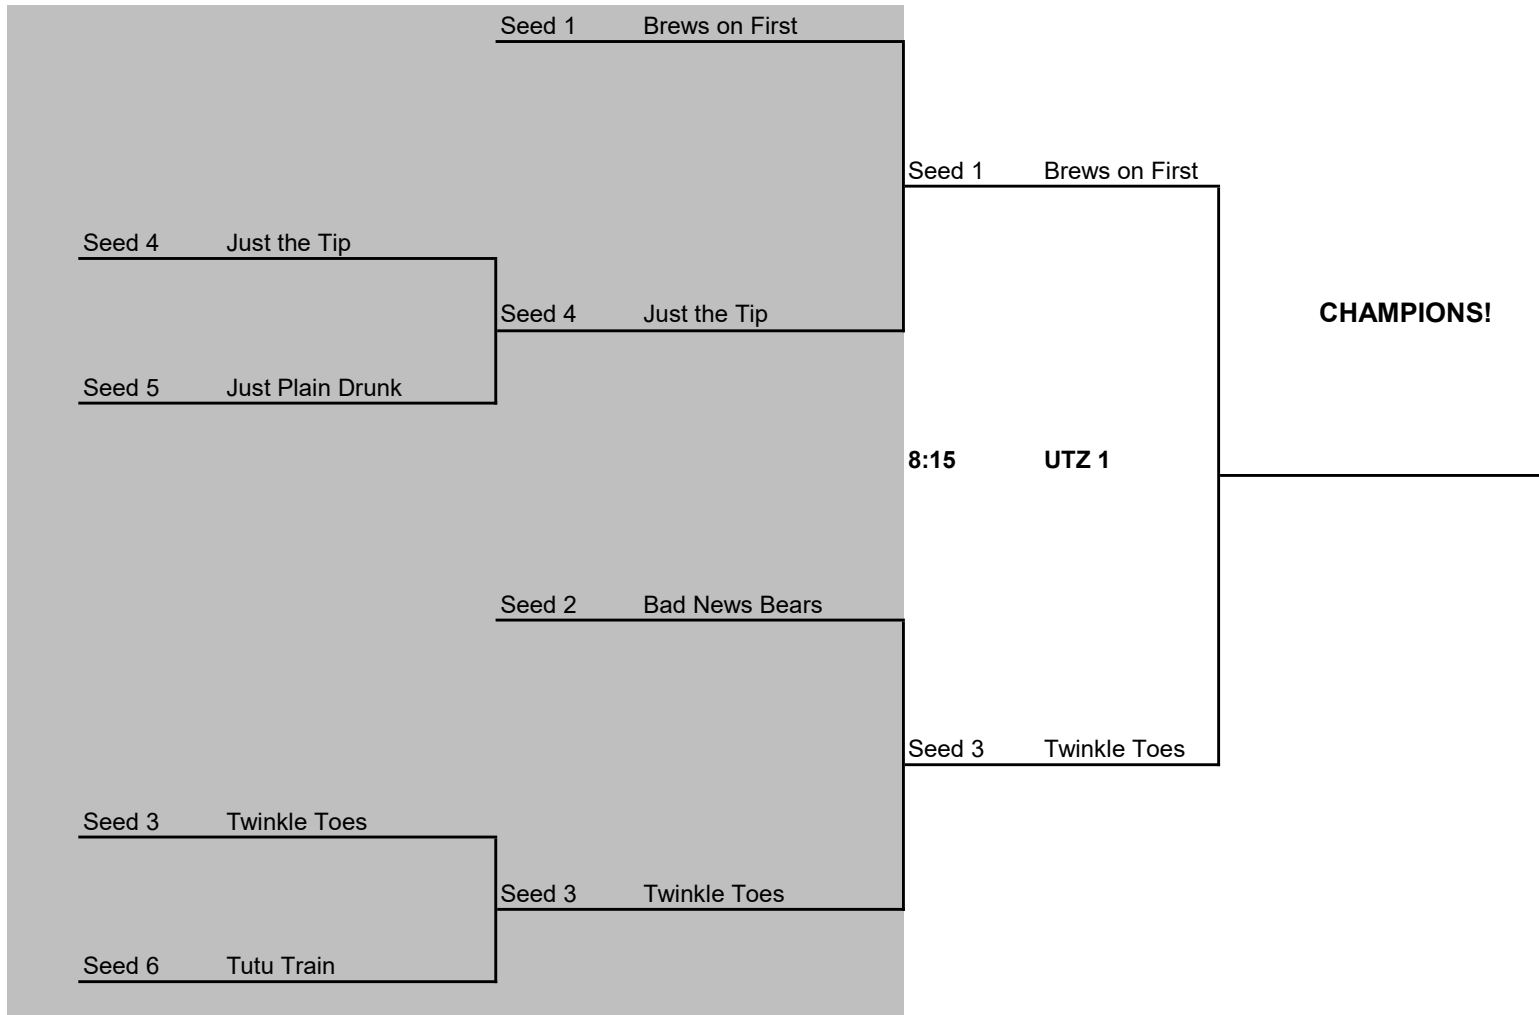 Seed 1 Brews on First
Seed 1 Brews on First
Seed 4 Just the Tip
Seed 4 Just the Tip
CHAMPIONS!
Seed 5 Just Plain Drunk
8:15 UTZ 1
Seed 2 Bad News Bears
Seed 3 Twinkle Toes
Seed 3 Twinkle Toes
Seed 3 Twinkle Toes
Seed 6 Tutu Train